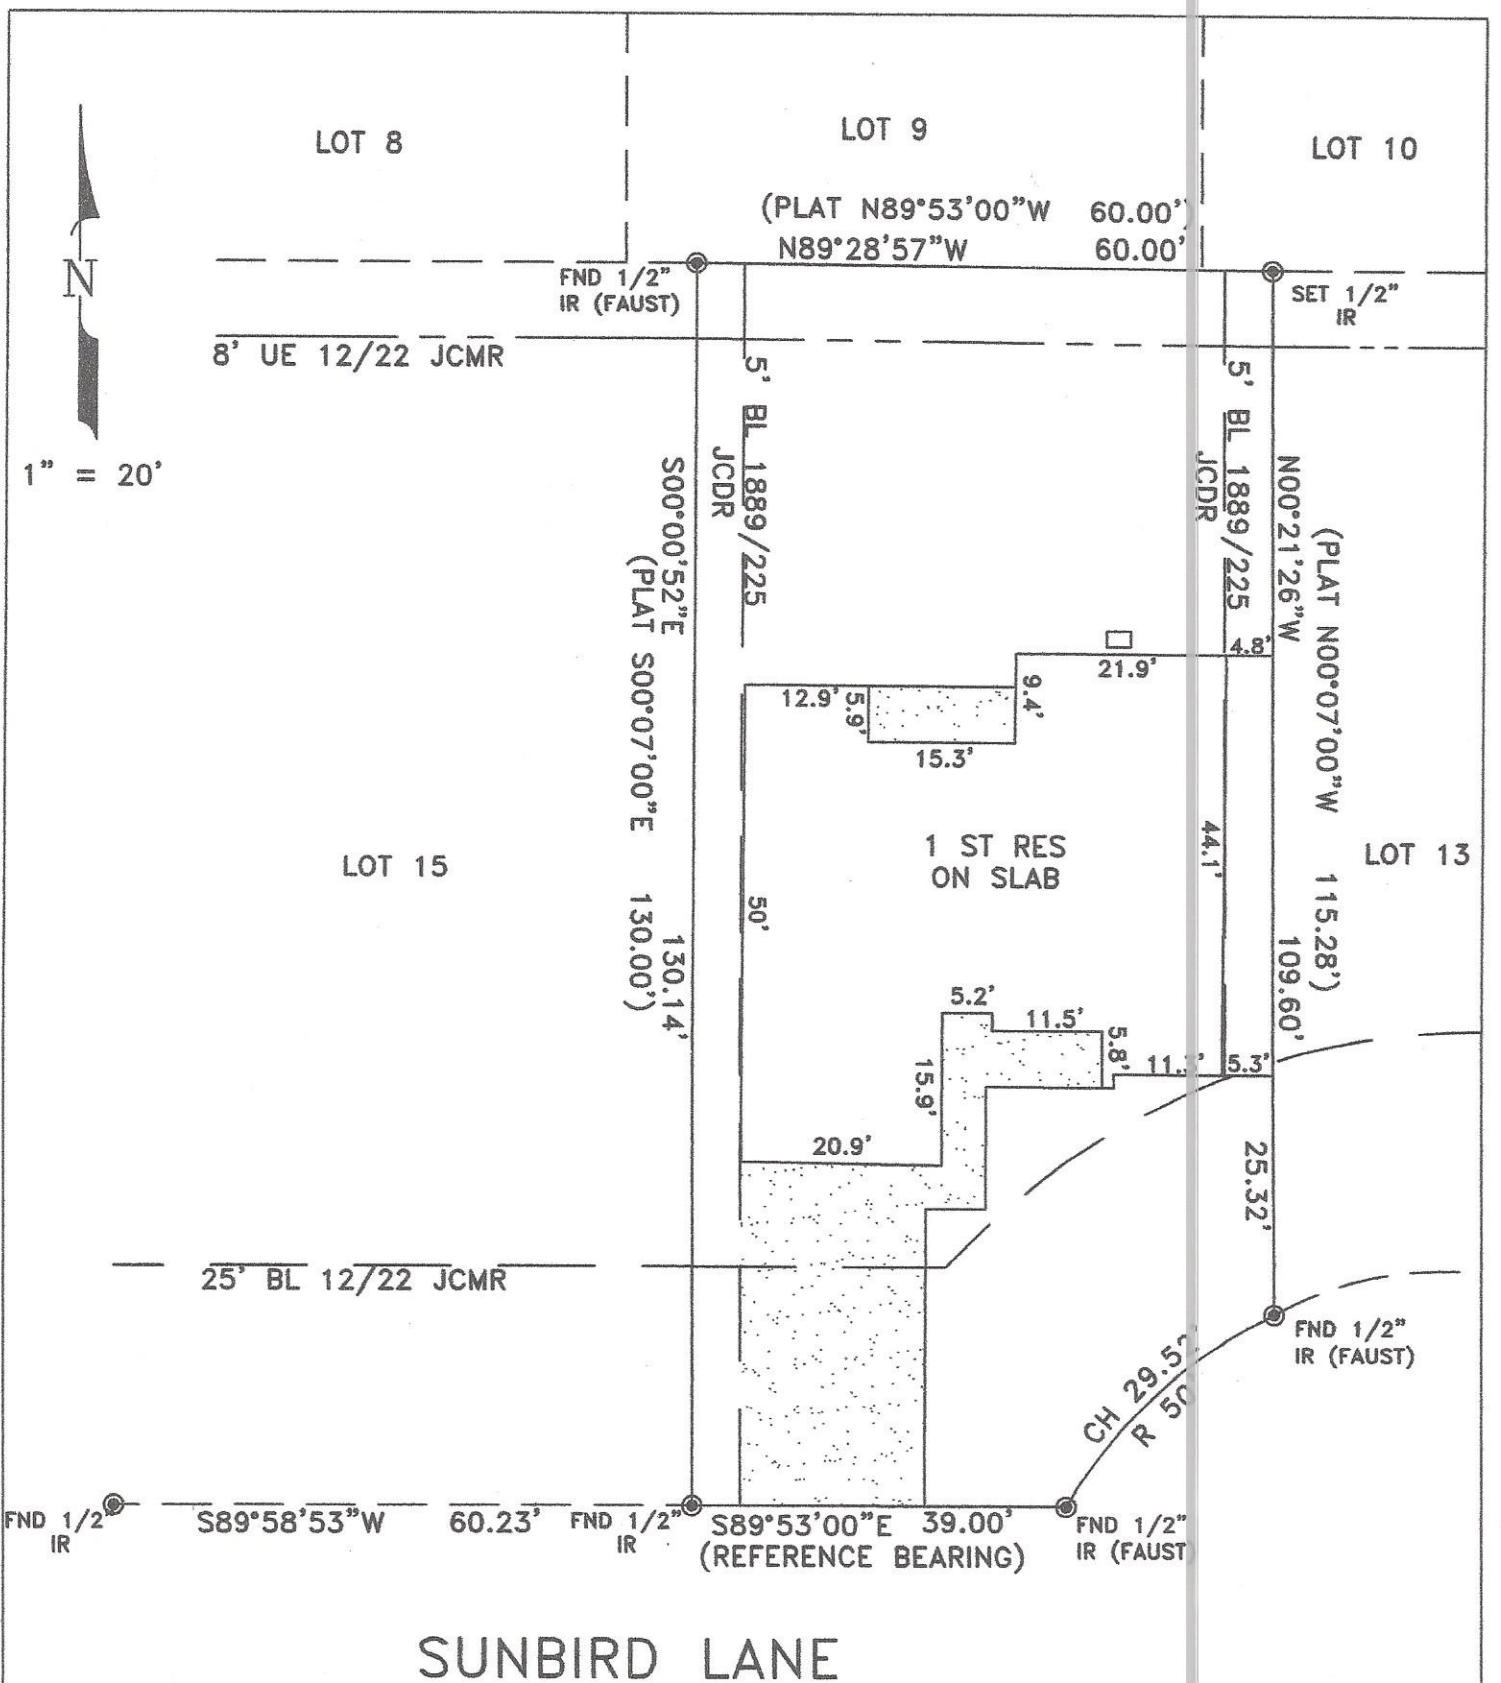 LOT 8
LOT 9
LOT 10
(PLAT N89°53'00"W 60.00')
N89°28'57"W 60.00'
N
FND 1/2"
IR (FAUST)
SET 1/2"
IR
8' UE 12/22 JCMR
1" = 20'
5' BL 1889/225
JCDR
S00°00'52"E 130.14'
(PLAT S00°07'00"E 130.00')
5' BL 1889/225
JCDR
N00°21'26"W 109.60'
(PLAT N00°07'00"W 115.28')
4.8'
21.9'
9.4'
12.9'
5.9'
15.3'
1 ST RES
ON SLAB
44.1'
LOT 15
LOT 13
50'
5.2'
11.5'
5.8'
11.3'
5.3'
15.9'
20.9'
25.32'
25' BL 12/22 JCMR
FND 1/2"
IR (FAUST)
CH 29.52'
R 50'
FND 1/2"
IR
S89°58'53"W 60.23'
FND 1/2"
IR
S89°53'00"E 39.00'
(REFERENCE BEARING)
FND 1/2"
IR (FAUST)
SUNBIRD LANE